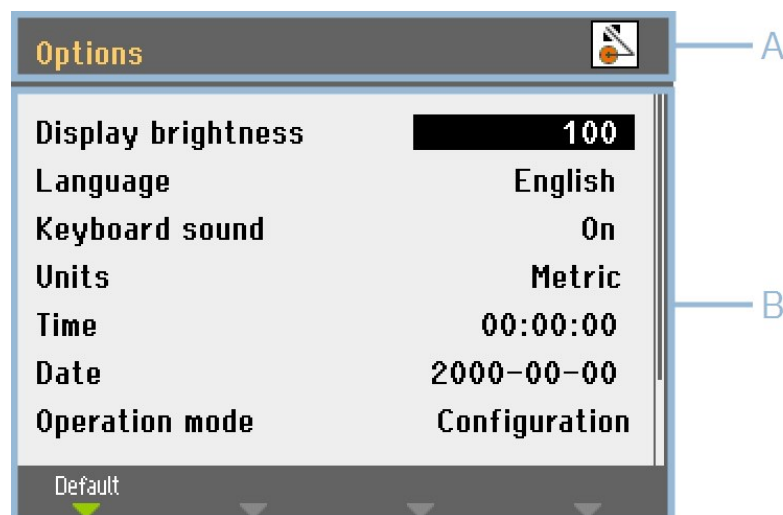 Options
A
Display brightness 100
Language English
Keyboard sound On
Units Metric
B
Time 00:00:00
Date 2000-00-00
Operation mode Configuration
Default